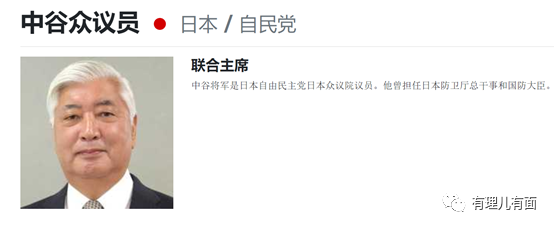 中谷众议员 ● 日本 / 自民党
联合主席
中谷将军是日本自由民主党日本众议院议员。他曾担任日本防卫厅总干事和国防大臣。
有理儿有面